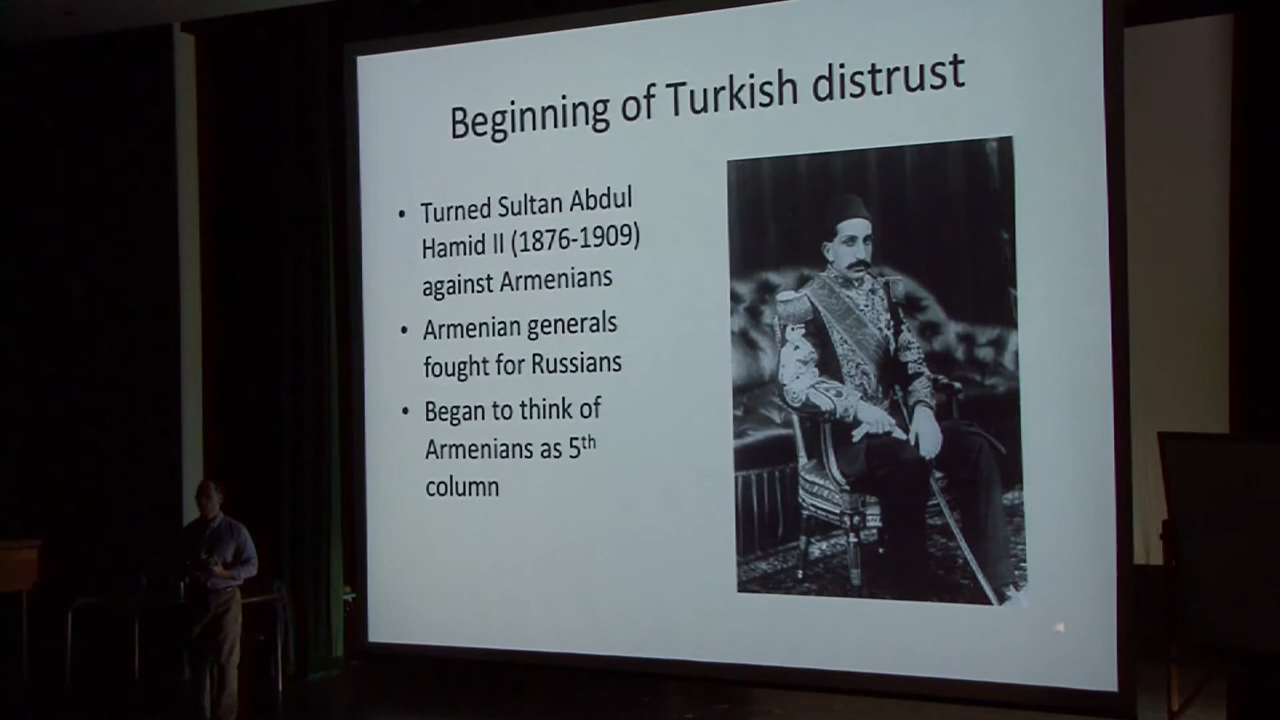 Beginning of Turkish distrust
• Turned Sultan Abdul
Hamid II (1876-1909)
against Armenians
• Armenian generals
fought for Russians
• Began to think of
Armenians as 5th
column